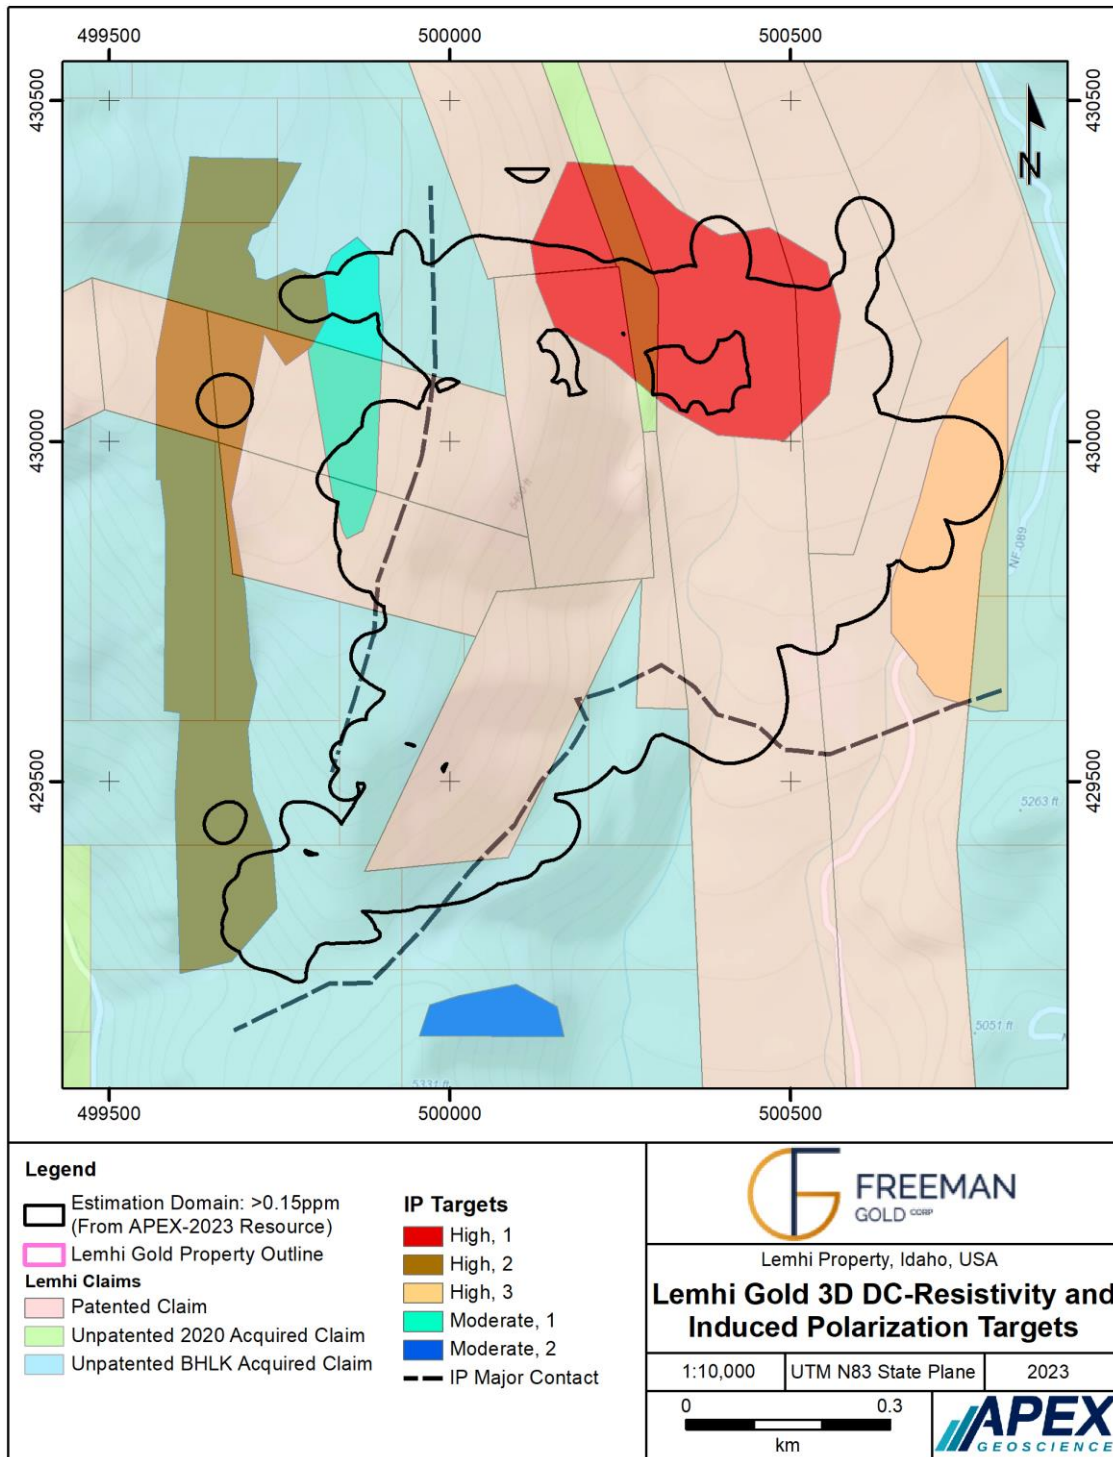 499500 500000 500500
430500 430500
N
430000 430000
5400 ft
NF-089
429500 429500
5263 ft
5051 ft
5331 ft
499500 500000 500500
Legend
Estimation Domain: >0.15ppm
(From APEX-2023 Resource)
Lemhi Gold Property Outline
Lemhi Claims
Patented Claim
Unpatented 2020 Acquired Claim
Unpatented BHLK Acquired Claim
IP Targets
High, 1
High, 2
High, 3
Moderate, 1
Moderate, 2
IP Major Contact
FREEMAN
GOLD CORP
Lemhi Property, Idaho, USA
Lemhi Gold 3D DC-Resistivity and
Induced Polarization Targets
1:10,000 UTM N83 State Plane 2023
0 0.3
km
APEX
GEOSCIENCE